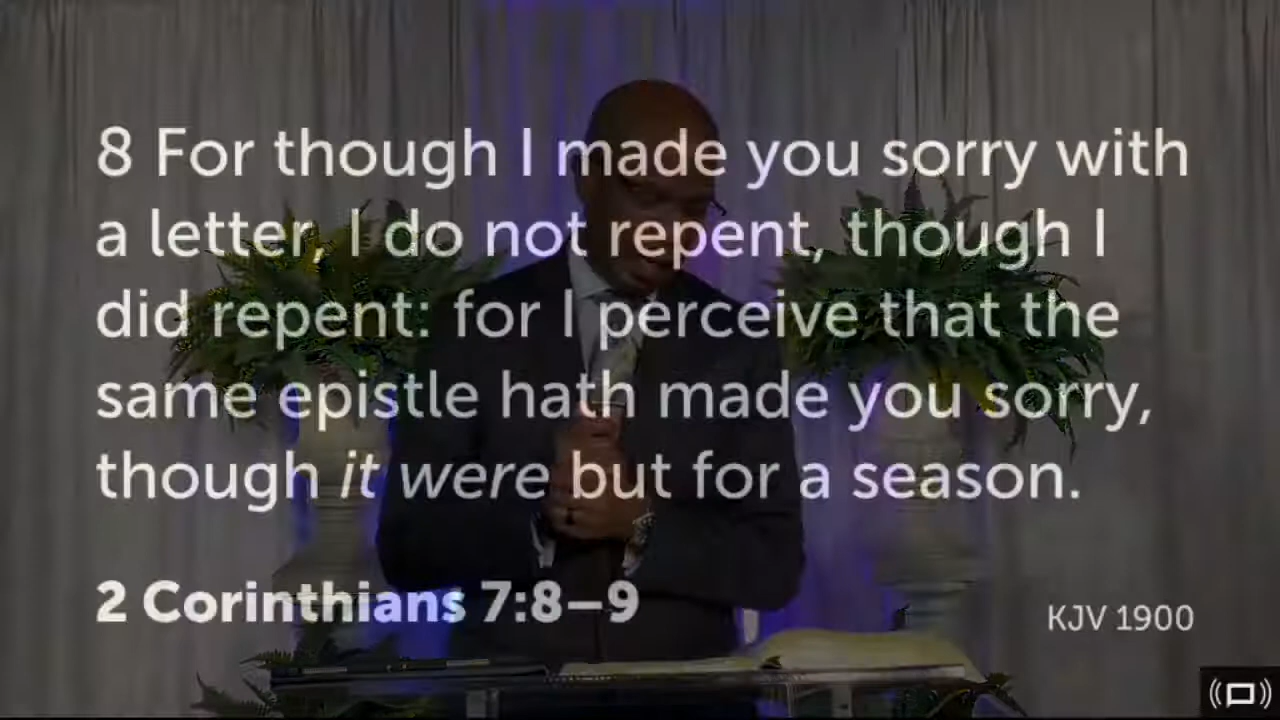 8 For though I made you sorry with
a letter, I do not repent, though I
did repent: for I perceive that the
same epistle hath made you sorry,
though it were but for a season.
2 Corinthians 7:8–9
KJV 1900